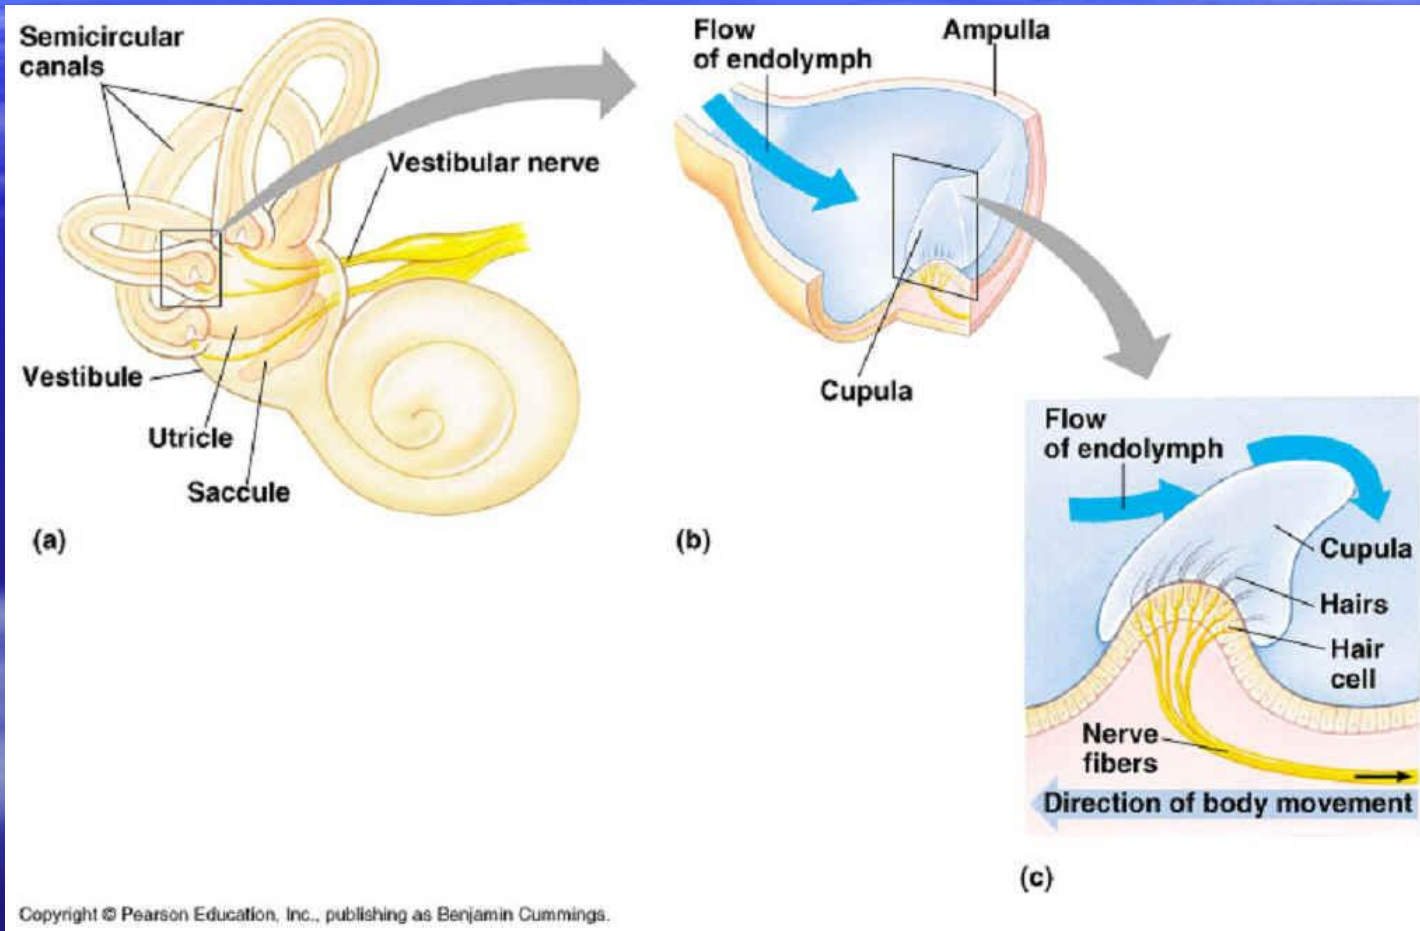 Semicircular
canals
Vestibular nerve
Vestibule
Utricle
Saccule
(a)
Flow
of endolymph
Ampulla
Cupula
(b)
Flow
of endolymph
Cupula
Hairs
Hair
cell
Nerve
fibers
Direction of body movement
(c)
Copyright © Pearson Education, Inc., publishing as Benjamin Cummings.